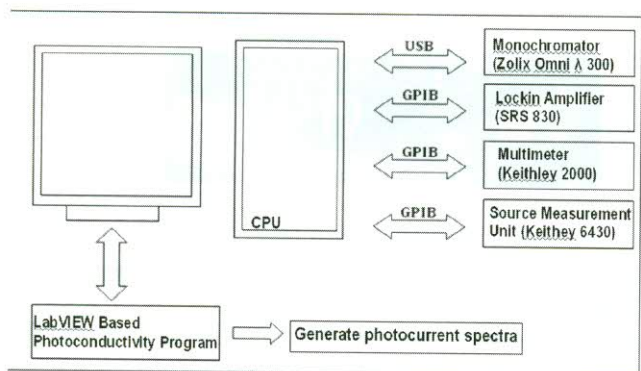 USB
Monochromator
(Zolix Omni λ 300)
GPIB
Lockin Amplifier
(SRS 830)
GPIB
Multimeter
(Keithley 2000)
GPIB
Source Measurement
Unit (Keithey 6430)
CPU
LabVIEW Based
Photoconductivity Program
Generate photocurrent spectra